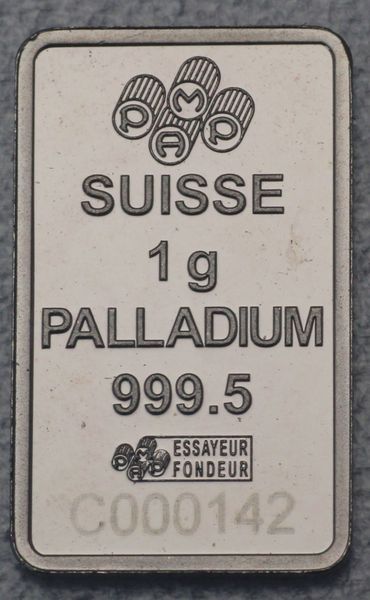 PAMP
SUISSE
1 g
PALLADIUM
999.5
PAMP ESSAYEUR
FONDEUR
C000142